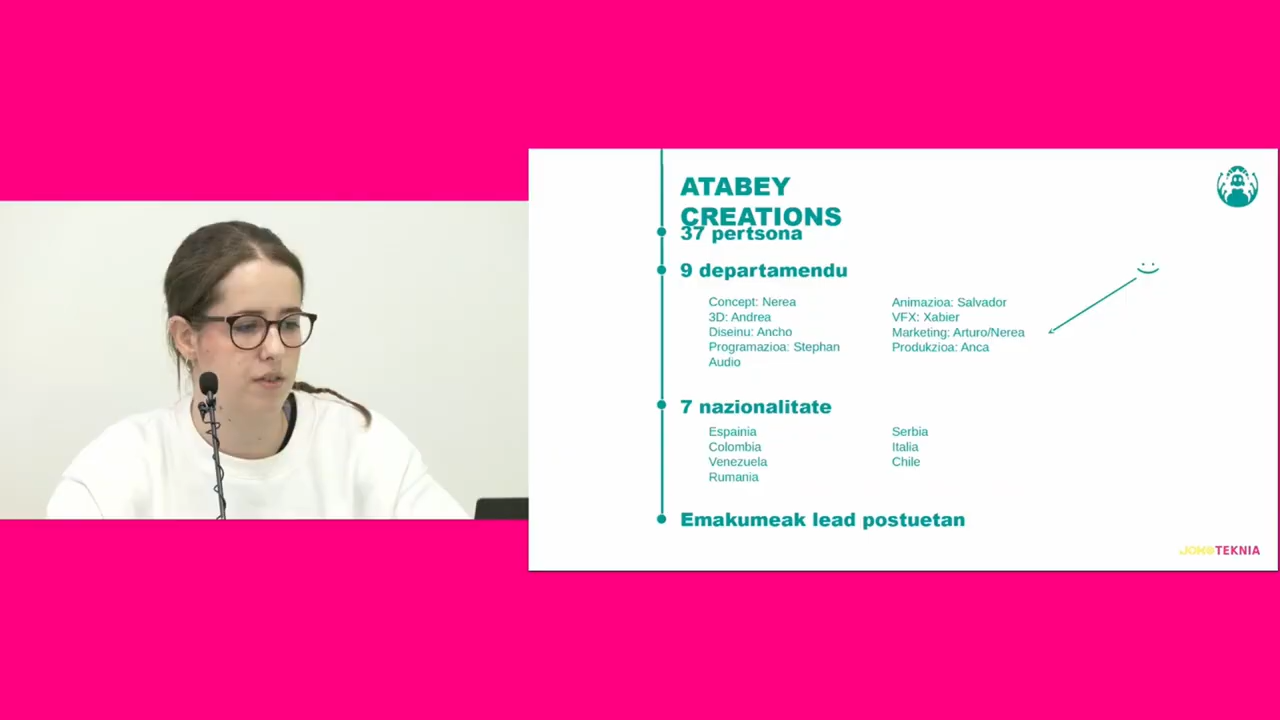 ATABEY
CREATIONS
37 pertsona
9 departamendu
Concept: Nerea
3D: Andrea
Diseinu: Ancho
Programazioa: Stephan
Audio
Animazioa: Salvador
VFX: Xabier
Marketing: Arturo/Nerea
Produkzioa: Anca
7 nazionalitate
Espainia
Colombia
Venezuela
Rumania
Serbia
Italia
Chile
Emakumeak lead postuetan
JOKOTEKNIA